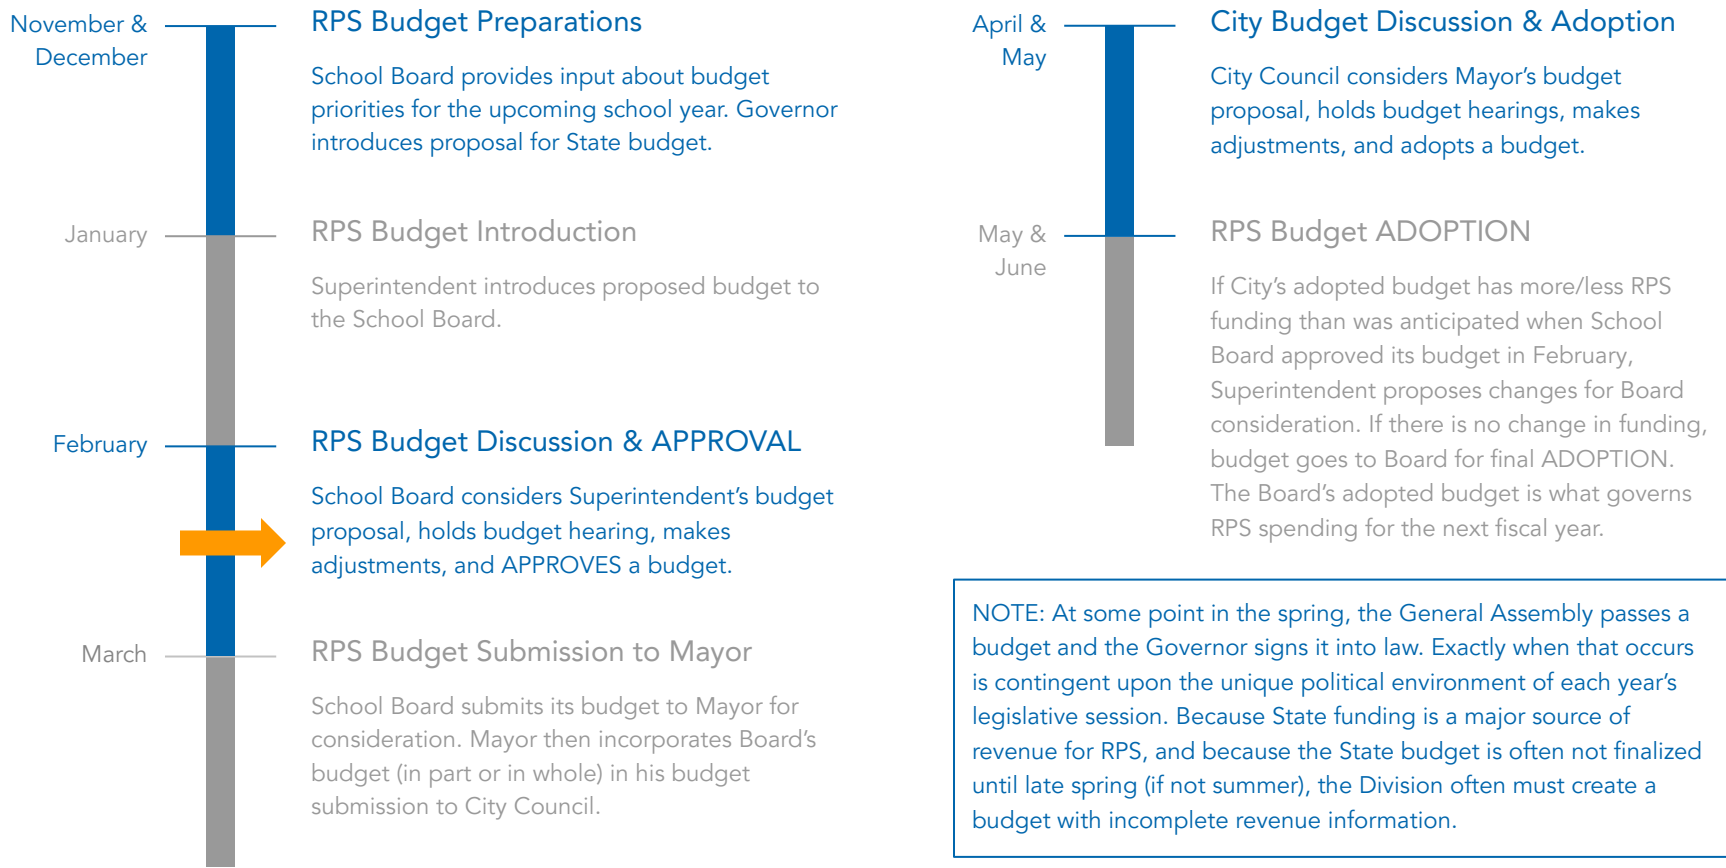 November &
December
RPS Budget Preparations
School Board provides input about budget
priorities for the upcoming school year. Governor
introduces proposal for State budget.
January
RPS Budget Introduction
Superintendent introduces proposed budget to
the School Board.
February
RPS Budget Discussion & APPROVAL
School Board considers Superintendent’s budget
proposal, holds budget hearing, makes
adjustments, and APPROVES a budget.
March
RPS Budget Submission to Mayor
School Board submits its budget to Mayor for
consideration. Mayor then incorporates Board’s
budget (in part or in whole) in his budget
submission to City Council.
April &
May
City Budget Discussion & Adoption
City Council considers Mayor’s budget
proposal, holds budget hearings, makes
adjustments, and adopts a budget.
May &
June
RPS Budget ADOPTION
If City’s adopted budget has more/less RPS
funding than was anticipated when School
Board approved its budget in February,
Superintendent proposes changes for Board
consideration. If there is no change in funding,
budget goes to Board for final ADOPTION.
The Board’s adopted budget is what governs
RPS spending for the next fiscal year.
NOTE: At some point in the spring, the General Assembly passes a
budget and the Governor signs it into law. Exactly when that occurs
is contingent upon the unique political environment of each year’s
legislative session. Because State funding is a major source of
revenue for RPS, and because the State budget is often not finalized
until late spring (if not summer), the Division often must create a
budget with incomplete revenue information.